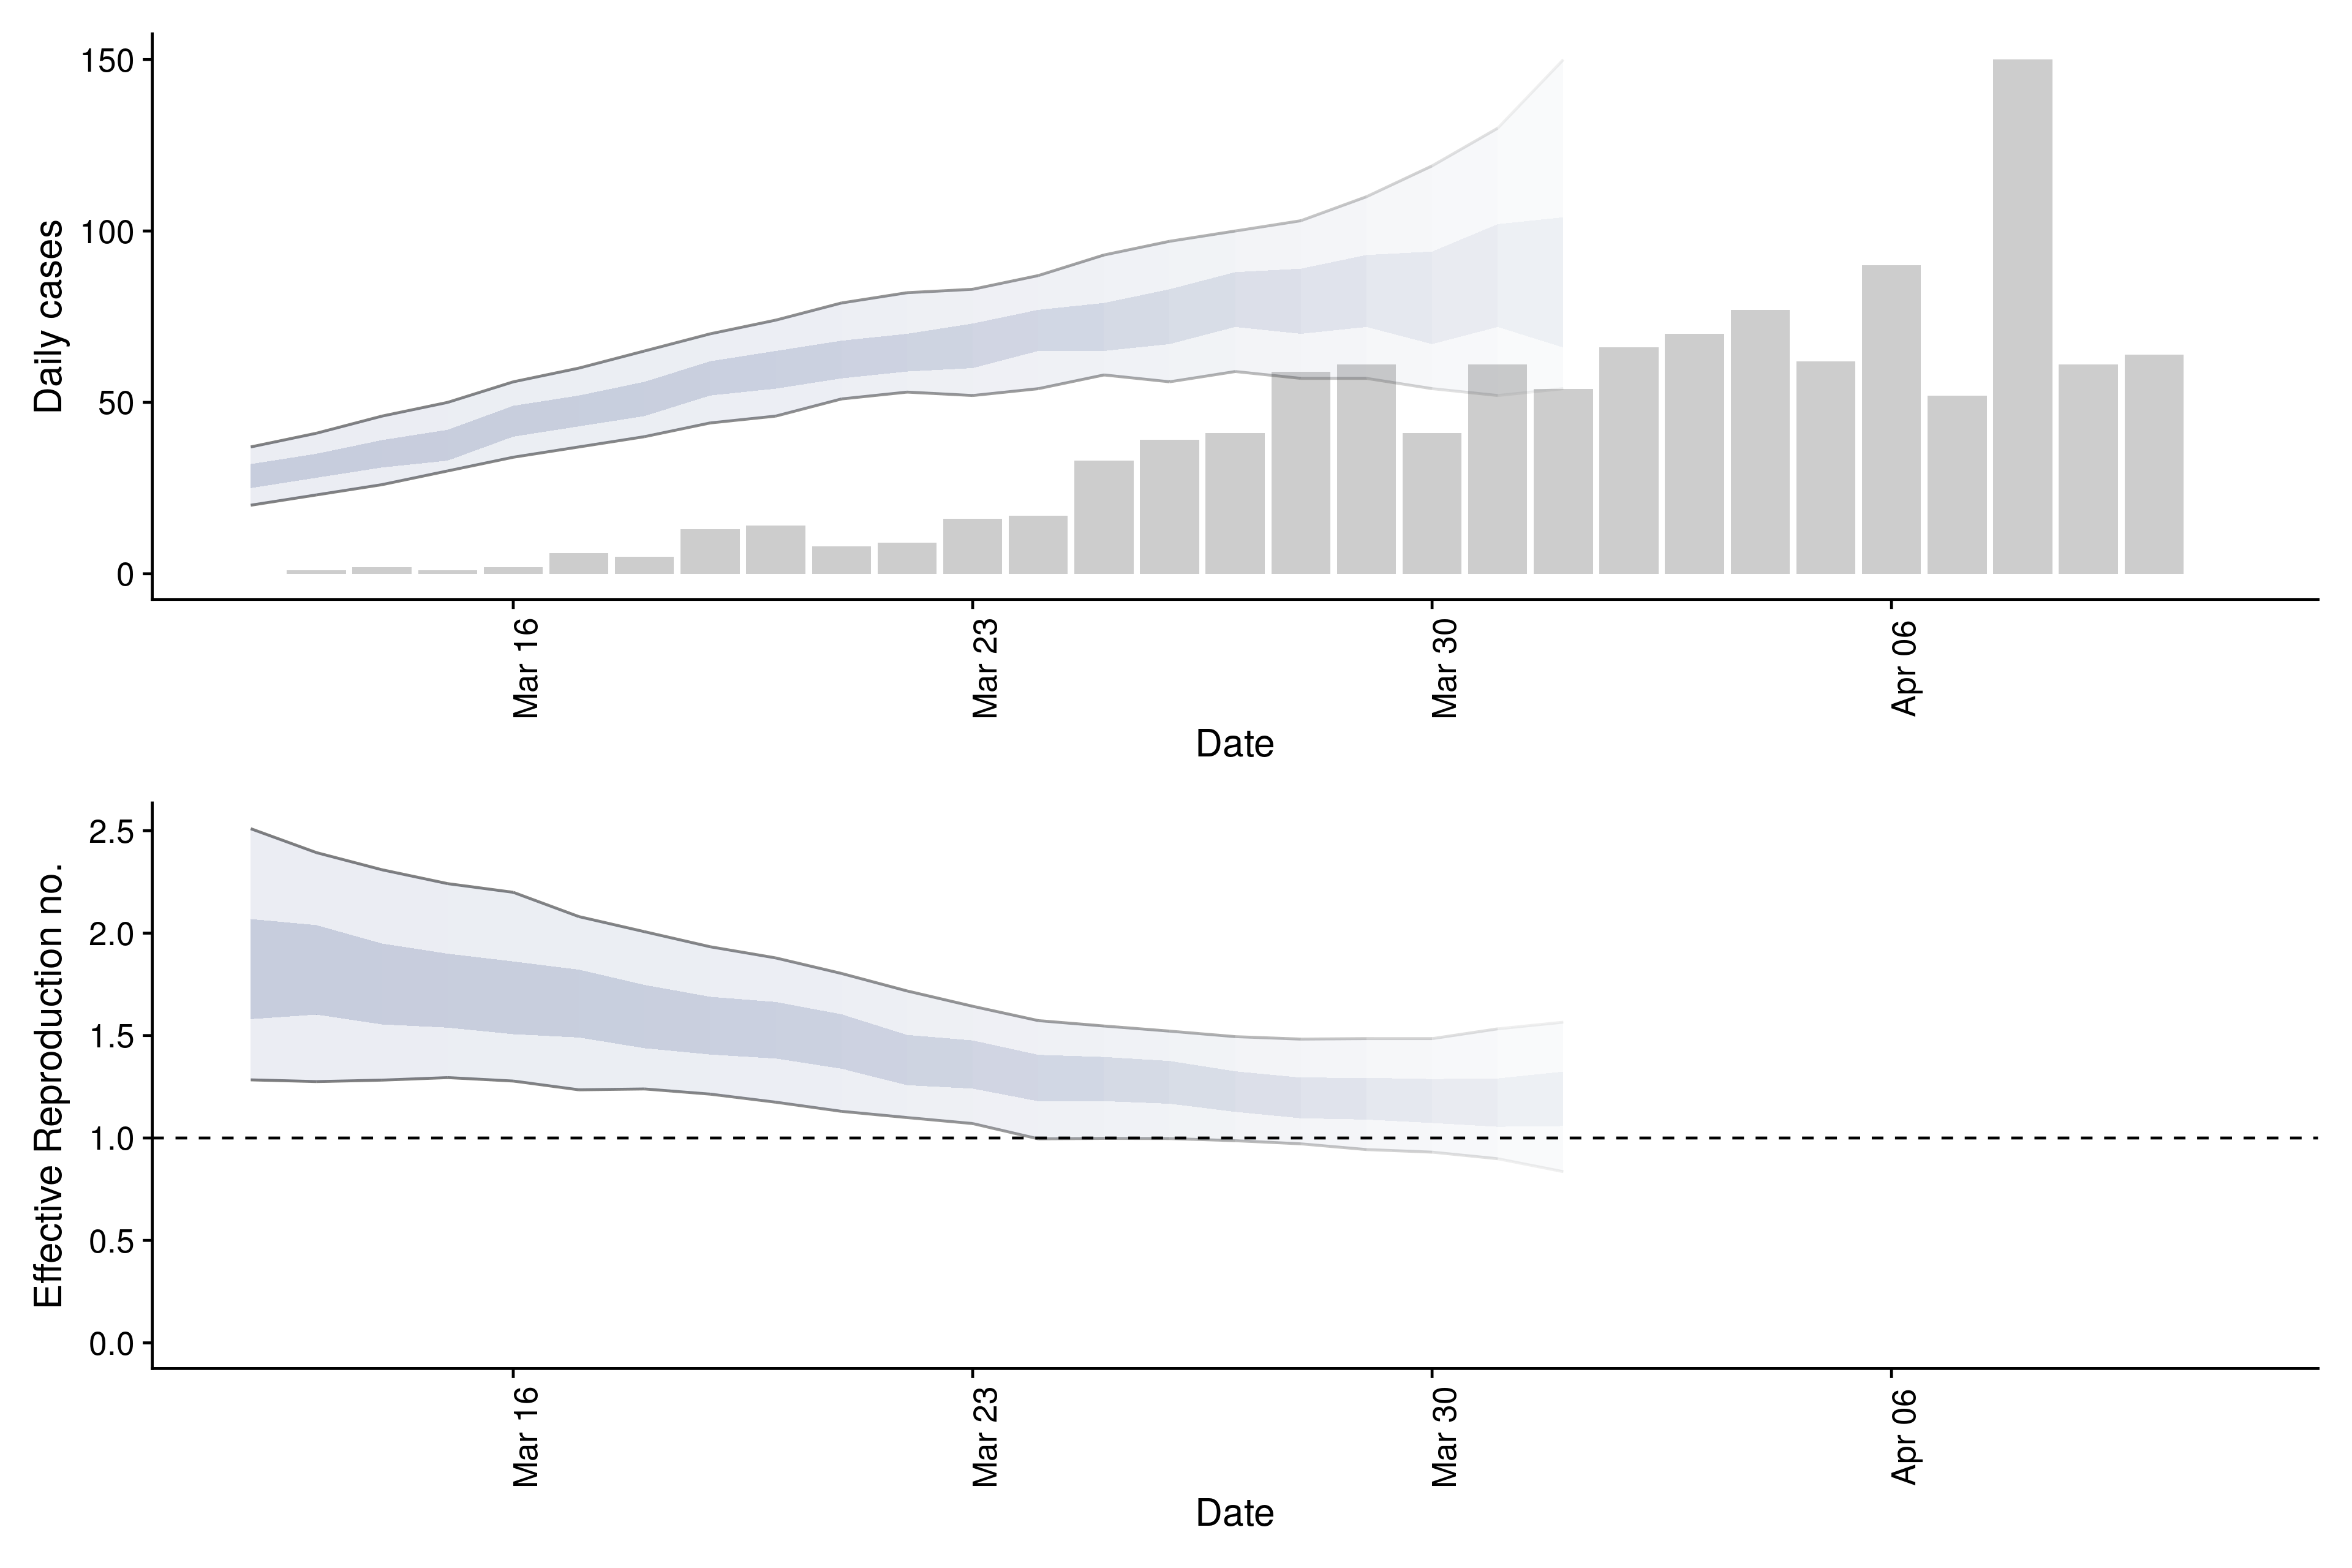 Daily cases
150
100
50
0
Mar 16
Mar 23
Mar 30
Apr 06
Date
Effective Reproduction no.
2.5
2.0
1.5
1.0
0.5
0.0
Mar 16
Mar 23
Mar 30
Apr 06
Date